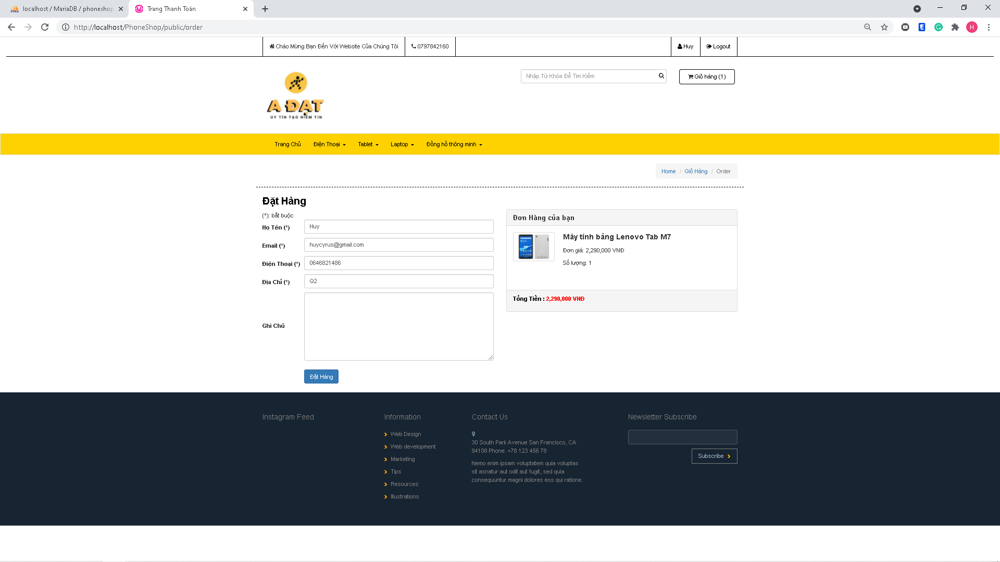 localhost / MariaDB / phoneshop
Trang Thanh Toán
http://localhost/PhoneShop/public/order
H
Chào Mừng Bạn Đến Với Website Của Chúng Tôi
0797842160
Huy
Logout
A ĐẠT
UY TÍN TẠO NIỀM TIN
Nhập Từ Khóa Để Tìm Kiếm
Giỏ hàng (1)
Trang Chủ
Điện Thoại
Tablet
Laptop
Đồng hồ thông minh
Home / Giỏ Hàng / Order
Đặt Hàng
(*): bắt buộc
Họ Tên (*)
Huy
Email (*)
huycyrus@gmail.com
Điện Thoại (*)
0646821486
Địa Chỉ (*)
Q2
Ghi Chú
Đặt Hàng
Đơn Hàng của bạn
Máy tính bảng Lenovo Tab M7
Đơn giá: 2,290,000 VNĐ
Số lượng: 1
Tổng Tiền : 2,290,000 VNĐ
Instagram Feed
Information
Web Design
Web development
Marketing
Tips
Resources
Illustrations
Contact Us
30 South Park Avenue San Francisco, CA
94108 Phone: +78 123 456 78
Nemo enim ipsam voluptatem quia voluptas
sit asnatur aut odit aut fugit, sed quia
consequuntur magni dolores eos qui ratione.
Newsletter Subscribe
Subscribe